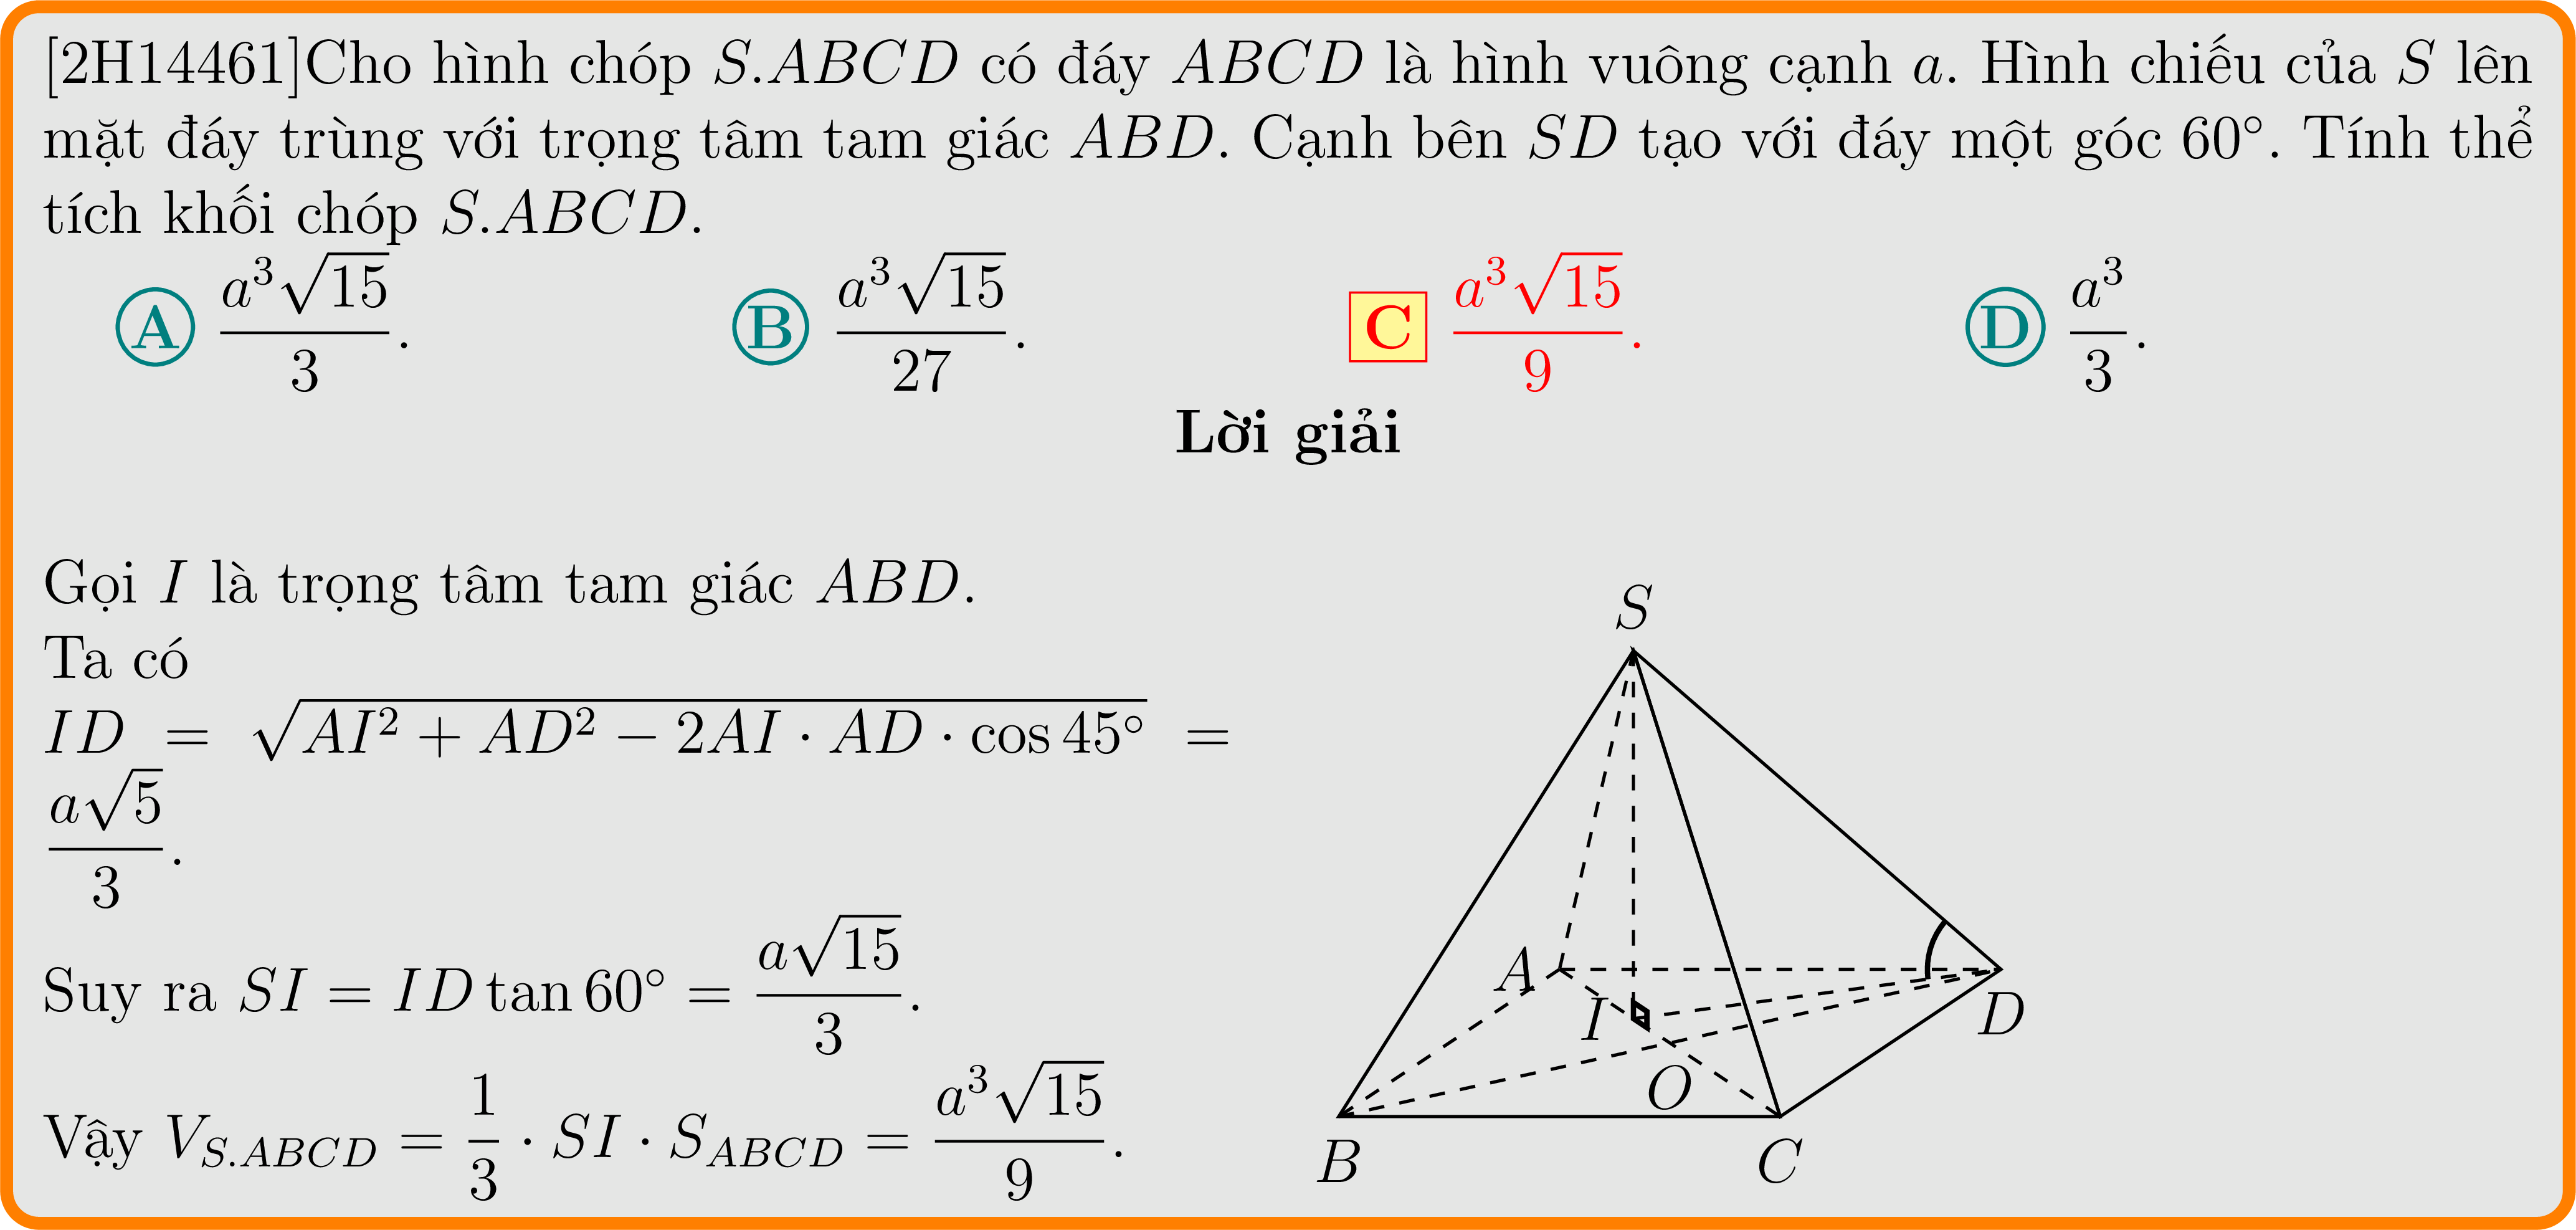 [2H14461]Cho hình chóp S.ABCD có đáy ABCD là hình vuông cạnh a. Hình chiếu của S lên
mặt đáy trùng với trọng tâm tam giác ABD. Cạnh bên SD tạo với đáy một góc 60°. Tính thể
tích khối chóp S.ABCD.
A $\frac{a^3\sqrt{15}}{3}$. B $\frac{a^3\sqrt{15}}{27}$. C $\frac{a^3\sqrt{15}}{9}$. D $\frac{a^3}{3}$.
Lời giải
Gọi I là trọng tâm tam giác ABD.
Ta có
$ID = \sqrt{AI^2 + AD^2 - 2AI \cdot AD \cdot \cos 45°} =$
$\frac{a\sqrt{5}}{3}$.
Suy ra $SI = ID \tan 60° = \frac{a\sqrt{15}}{3}$.
Vậy $V_{S.ABCD} = \frac{1}{3} \cdot SI \cdot S_{ABCD} = \frac{a^3\sqrt{15}}{9}$.
S
A
I
D
O
B
C